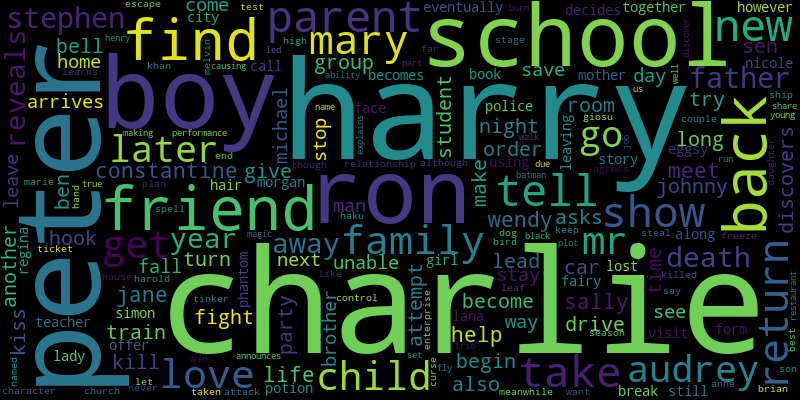 escape
come
eventually
burn
test
decides
together
high
however
stephen
city
find
mary
parent
school
new
henry
melvin
led
far
stage
discover
part
well
bell
khan
causing
ability
group
becomes
book
save
mother
day
sen
nicole
home
learns
call
father
us
ship
share
young
arrives
boy
harry
michael
stop
name
face
explains
police
room
try
couple
reveals
making
performance
student
night
order
leaving
giosu
job
long
back
discovers
later
end
using
walk
due
agrees
story
eggsy
daughter
peter
constantine
give
though
relationship
although
go
meet
run
leave
marie
true
plan
hair
morgan
man
ron
make
tell
johnny
ben
hand
spell
haku
batman
keep
steal
along
friend
wendy
asks
show
hook
magic
dog
black
plot
freeze
another
regina
ticket
get
year
away
family
bird
mr
death
killed
kiss
house
fall
turn
phantom
next
unable
girl
lead
car
lost
time
say
restaurant
jane
harold
like
stay
fairy
return
teacher
simon
tinker
party
brother
control
attempt
enterprise
lana
leaf
become
sally
visit
form
train
fight
charlie
help
way
drive
see
best
offer
season
lady
life
begin
take
audrey
named
kill
love
announces
child
curse
also
break
still
son
let
win
potion
set
fly
anne
character
church
never
taken
attack
meanwhile
want
brian